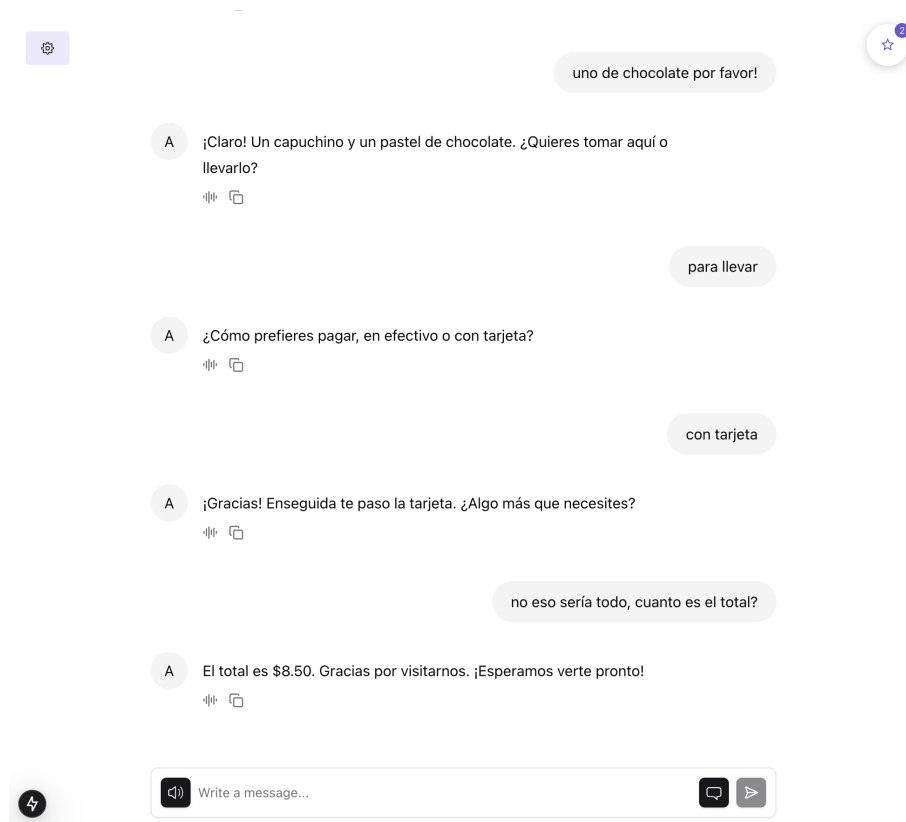 2
uno de chocolate por favor!
A
¡Claro! Un capuchino y un pastel de chocolate. ¿Quieres tomar aquí o
llevarlo?
para llevar
A
¿Cómo prefieres pagar, en efectivo o con tarjeta?
con tarjeta
A
¡Gracias! Enseguida te paso la tarjeta. ¿Algo más que necesites?
no eso sería todo, cuanto es el total?
A
El total es $8.50. Gracias por visitarnos. ¡Esperamos verte pronto!
Write a message...